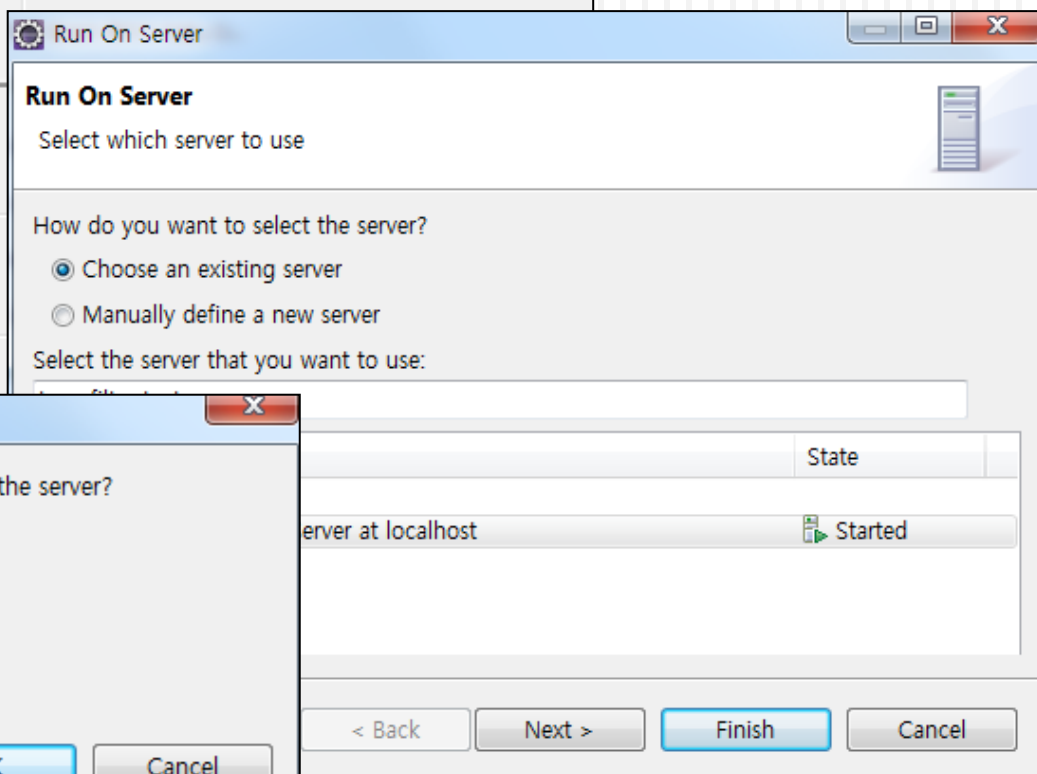 Run On Server
Run On Server
Select which server to use
How do you want to select the server?
Choose an existing server
Manually define a new server
Select the server that you want to use:
State
erver at localhost Started
< Back Next > Finish Cancel
the server?
Cancel